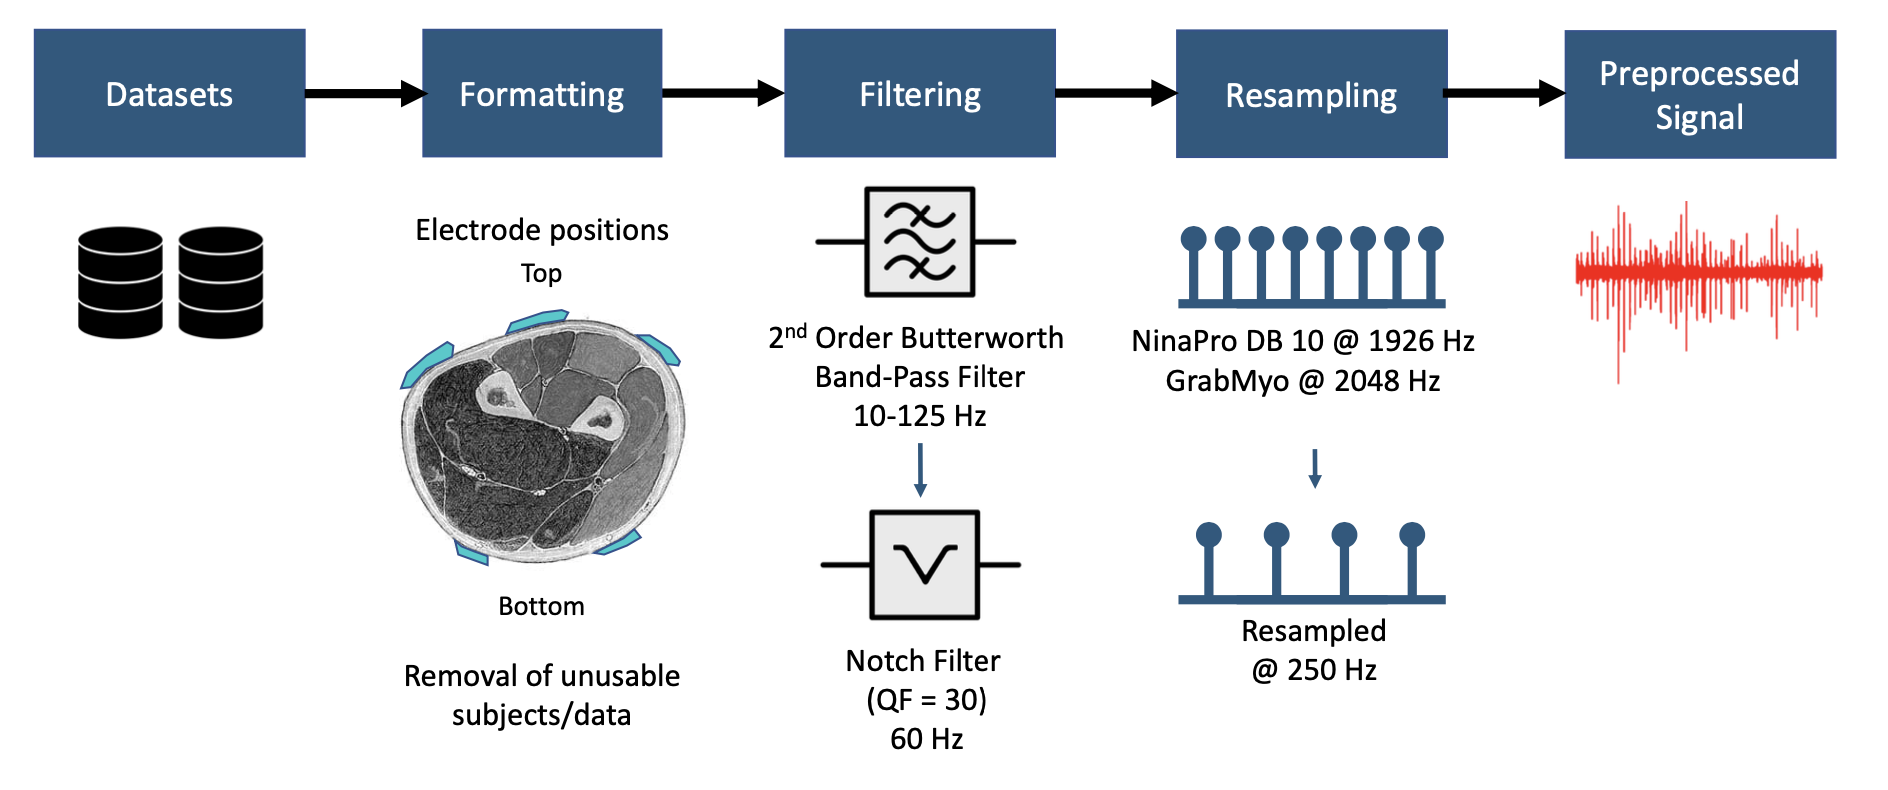 Datasets
Formatting
Filtering
Resampling
Preprocessed
Signal
Electrode positions
Top
Bottom
Removal of unusable
subjects/data
2nd Order Butterworth
Band-Pass Filter
10-125 Hz
Notch Filter
(QF = 30)
60 Hz
NinaPro DB 10 @ 1926 Hz
GrabMyo @ 2048 Hz
Resampled
@ 250 Hz